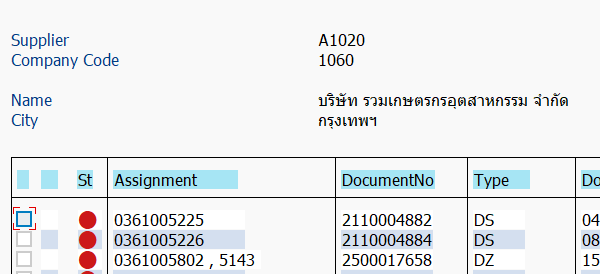 Supplier A1020
Company Code 1060
Name บริษัท รวมเกษตรกรอุตสาหกรรม จำกัด
City กรุงเทพฯ
St Assignment DocumentNo Type Do
0361005225 2110004882 DS 04
0361005226 2110004884 DS 08
0361005802 , 5143 2500017658 DZ 15